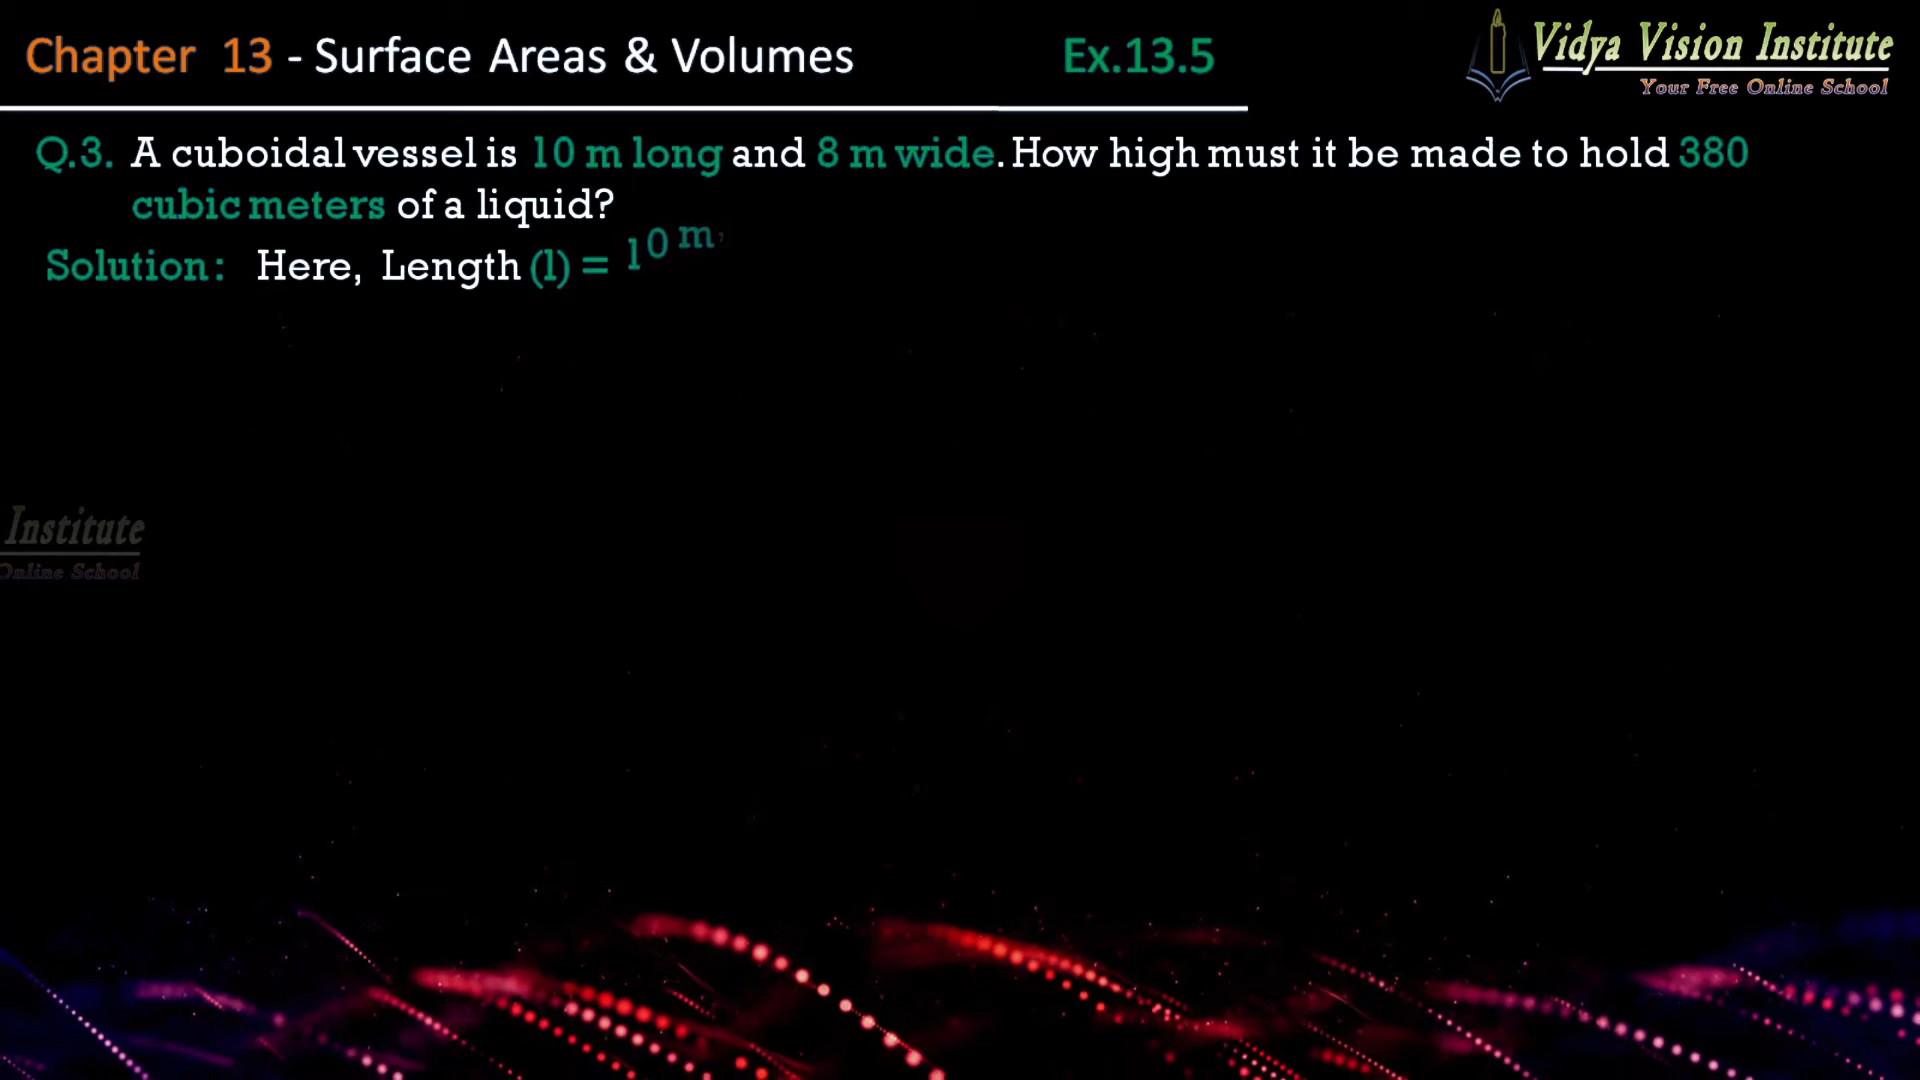 Chapter 13 - Surface Areas & Volumes Ex.13.5
Vidya Vision Institute
Your Free Online School
Q.3. A cuboidal vessel is 10 m long and 8 m wide. How high must it be made to hold 380
cubic meters of a liquid?
Solution: Here, Length (l) = 10 m,
Institute
Online School